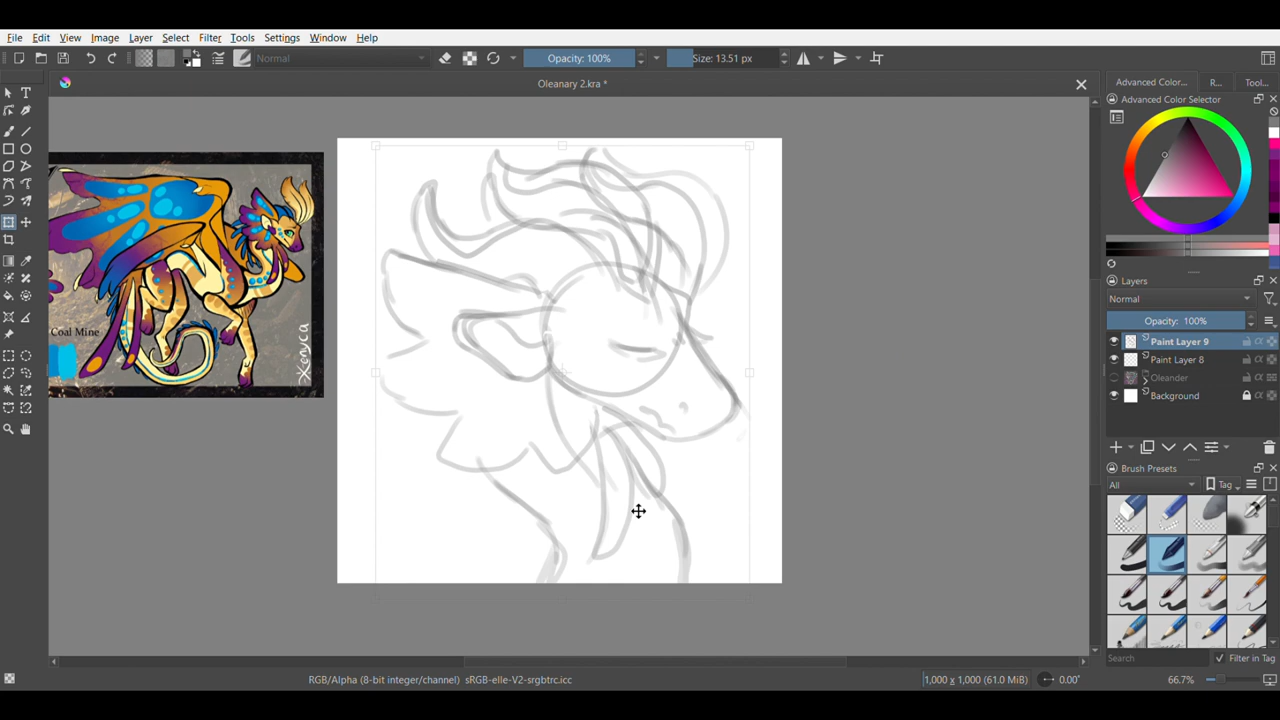 File Edit View Image Layer Select Filter Tools Settings Window Help
Normal Opacity: 100% Size: 13.51 px
Oleanary 2.kra *
Advanced Color... R... Tool...
Advanced Color Selector
Coal Mine
Xenyca
Layers
Normal
Opacity: 100%
Paint Layer 9
Paint Layer 8
Oleander
Background
Brush Presets
All Tag
Search Filter in Tag
RGB/Alpha (8-bit integer/channel) sRGB-elle-V2-srgbtrc.icc 1,000 x 1,000 (61.0 MiB) 0.00° 66.7%